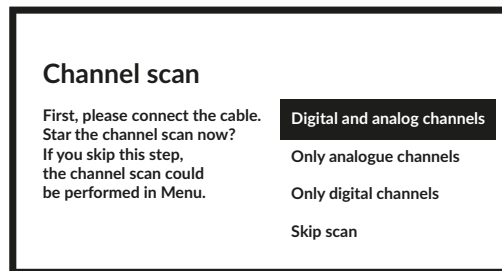 Channel scan
First, please connect the cable.
Star the channel scan now?
If you skip this step,
the channel scan could
be performed in Menu.
Digital and analog channels
Only analogue channels
Only digital channels
Skip scan